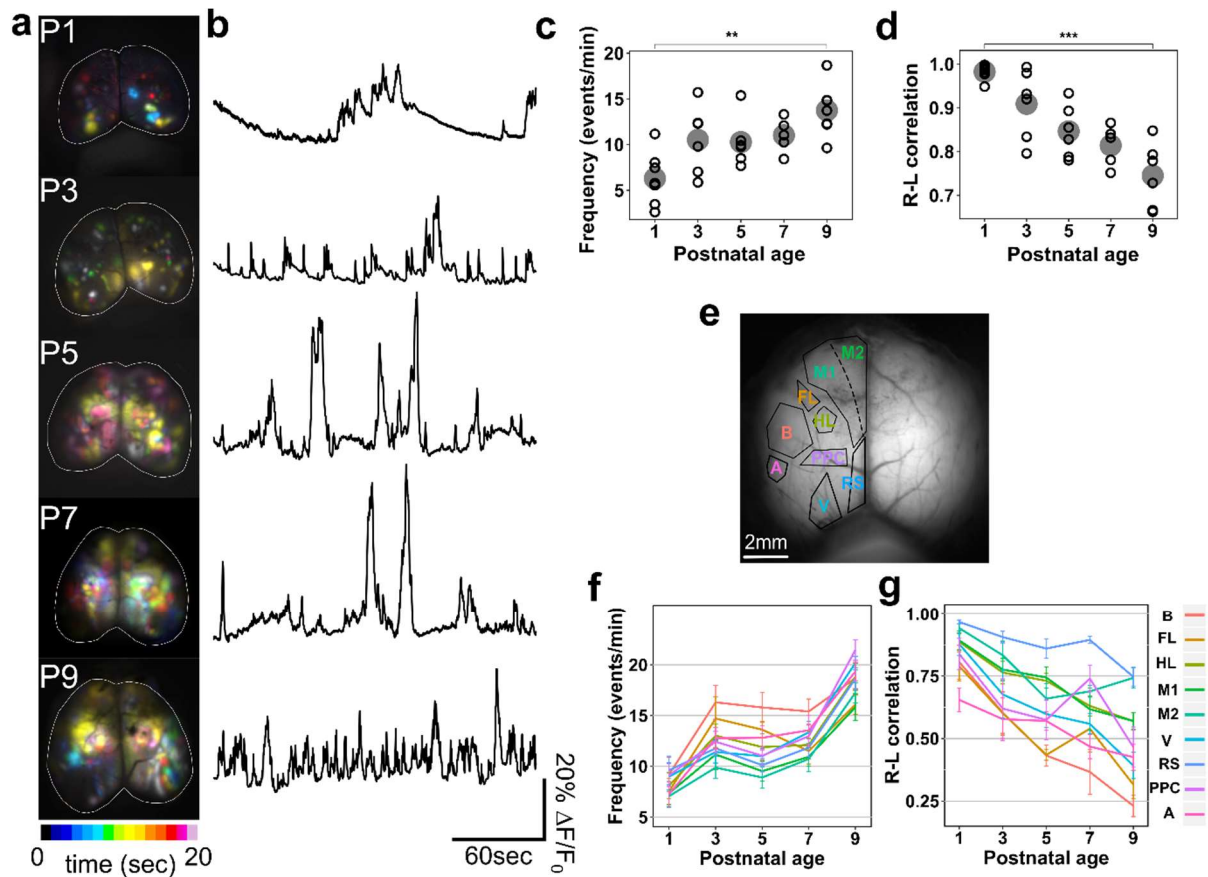 a
P1
P3
P5
P7
P9
0 20
time (sec)
b
20% ΔF/F0
60sec
c
**
Frequency (events/min)
20
15
10
5
1 3 5 7 9
Postnatal age
d
***
R-L correlation
1.0
0.9
0.8
0.7
1 3 5 7 9
Postnatal age
e
M2
M1
FL
HL
B
PPC
A
RS
V
2mm
f
Frequency (events/min)
20
15
10
5
1 3 5 7 9
Postnatal age
g
R-L correlation
1.00
0.75
0.50
0.25
1 3 5 7 9
Postnatal age
B
FL
HL
M1
M2
V
RS
PPC
A